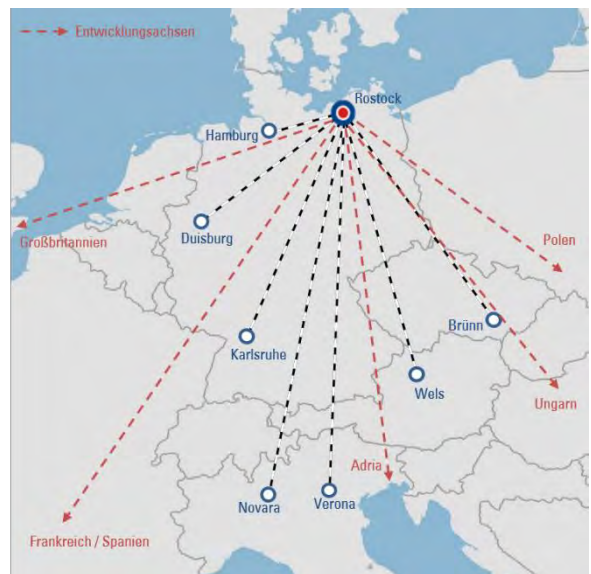 Entwicklungsachsen
Rostock
Hamburg
Großbritannien
Duisburg
Polen
Brünn
Karlsruhe
Wels
Ungarn
Adria
Novara
Verona
Frankreich / Spanien